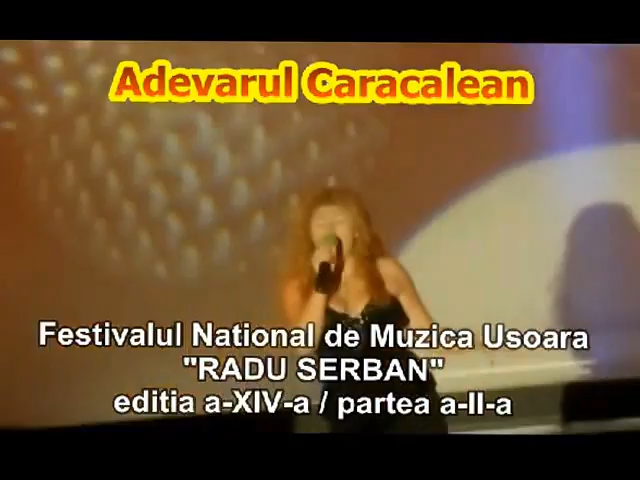 Adevarul Caracalean
Festivalul National de Muzica Usoara
"RADU SERBAN"
editia a-XIV-a / partea a-II-a